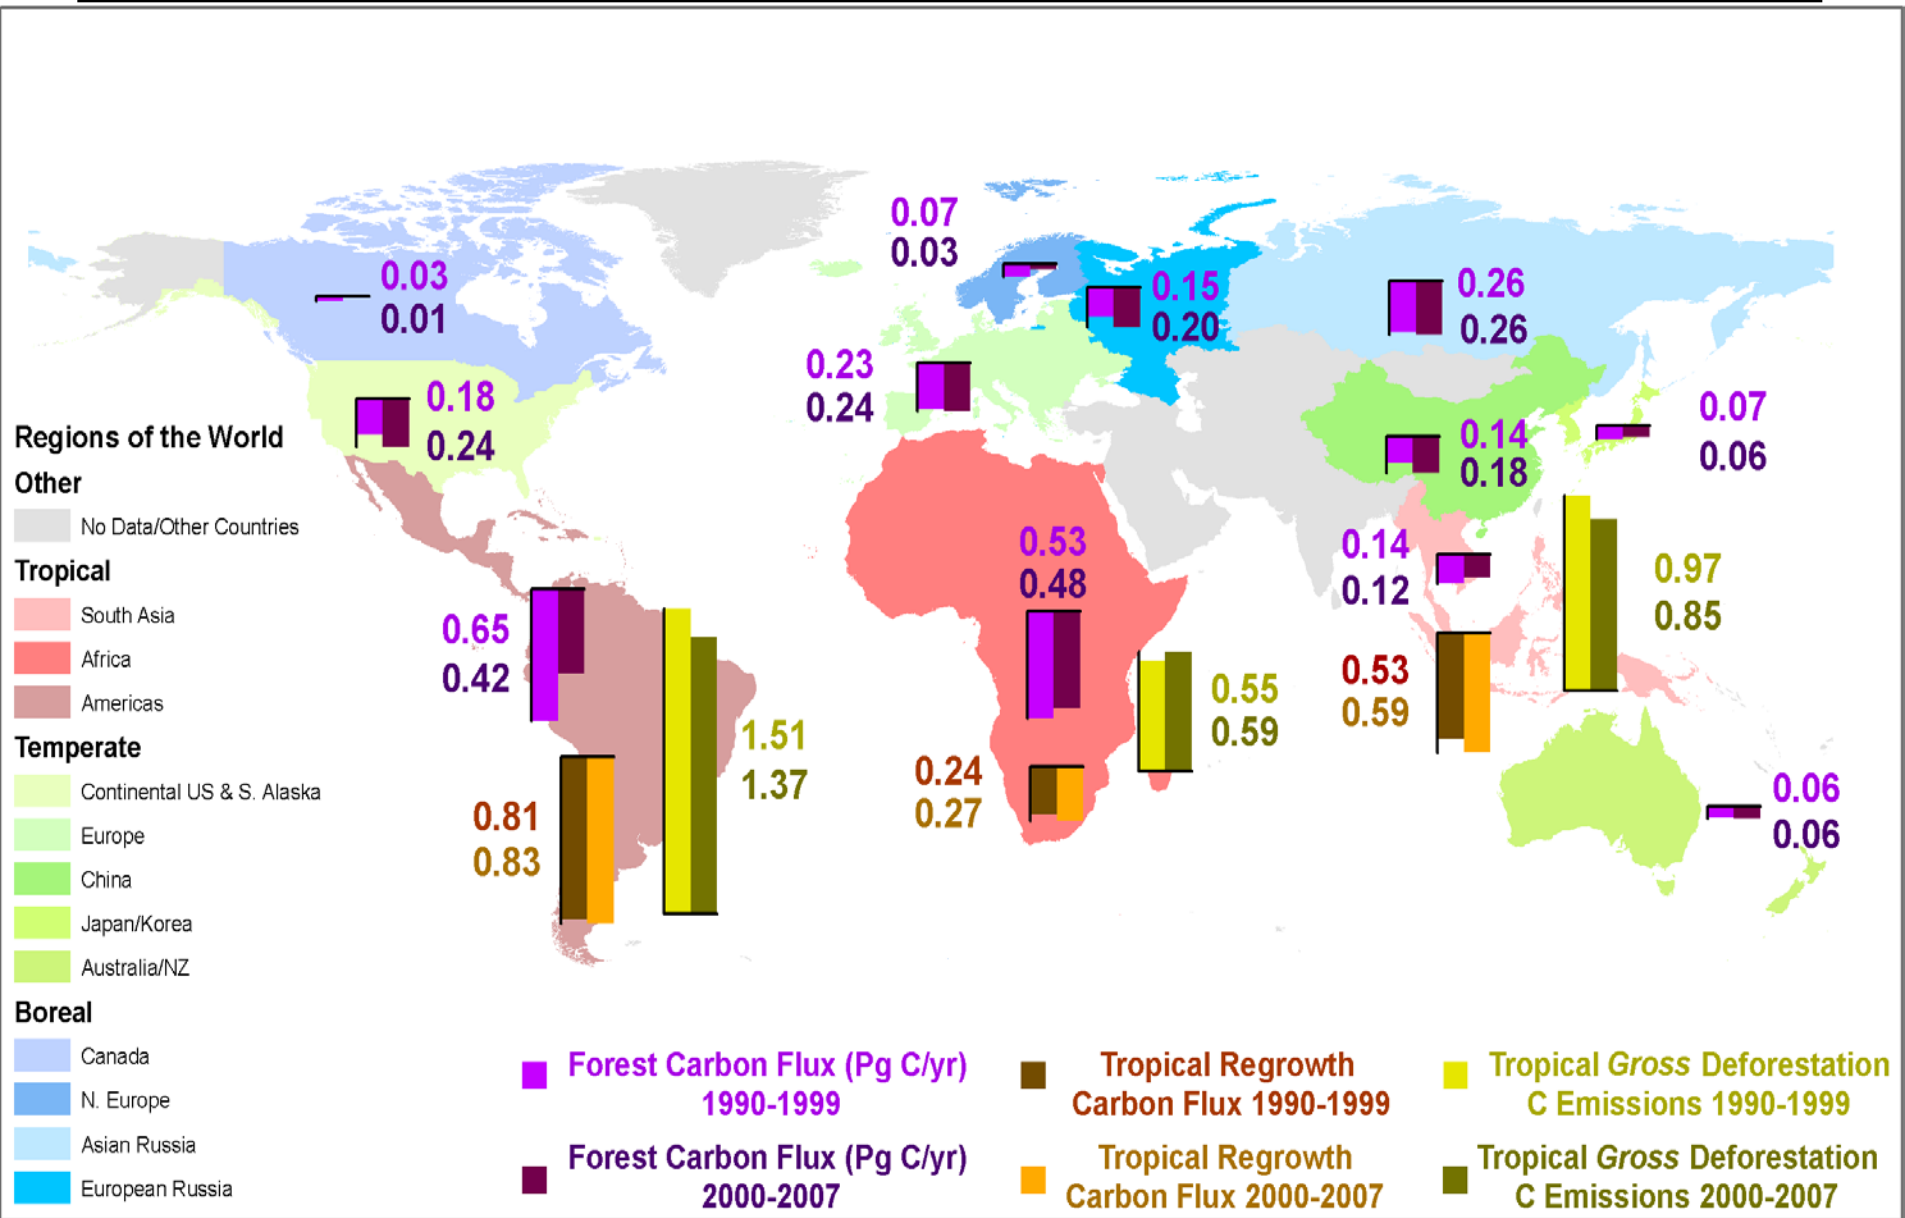 0.07
0.03
0.03
0.01
0.15
0.20
0.26
0.26
0.23
0.24
0.18
0.24
0.07
0.06
0.14
0.18
Regions of the World
Other
No Data/Other Countries
Tropical
South Asia
Africa
Americas
Temperate
Continental US & S. Alaska
Europe
China
Japan/Korea
Australia/NZ
Boreal
Canada
N. Europe
Asian Russia
European Russia
0.53
0.48
0.14
0.12
0.97
0.85
0.65
0.42
0.53
0.59
0.55
0.59
1.51
1.37
0.24
0.27
0.81
0.83
0.06
0.06
Forest Carbon Flux (Pg C/yr)
1990-1999
Forest Carbon Flux (Pg C/yr)
2000-2007
Tropical Regrowth
Carbon Flux 1990-1999
Tropical Regrowth
Carbon Flux 2000-2007
Tropical Gross Deforestation
C Emissions 1990-1999
Tropical Gross Deforestation
C Emissions 2000-2007